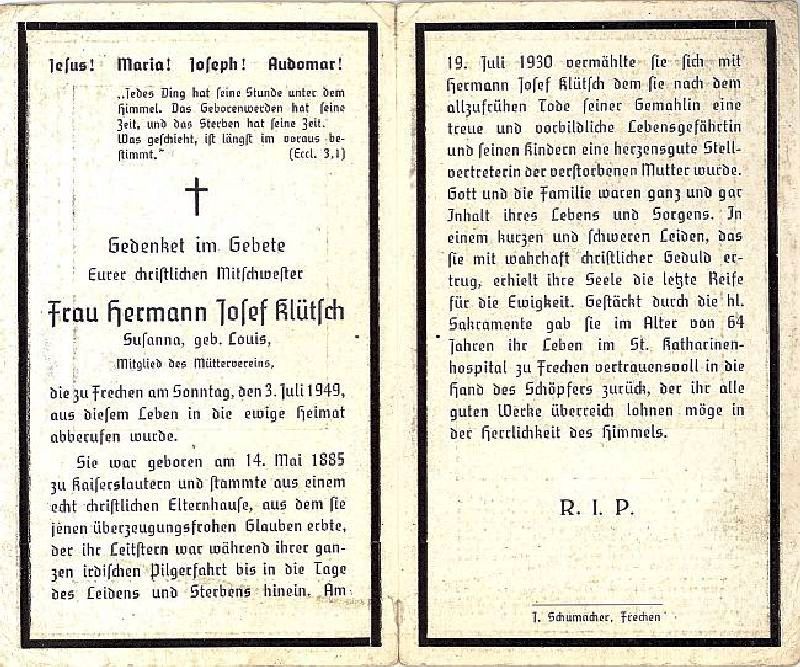 Jesus! Maria! Joseph! Audomar!
„Jedes Ding hat seine Stunde unter dem
Himmel. Das Geborenwerden hat seine
Zeit, und das Sterben hat seine Zeit.
Was geschieht, ist längst im voraus be-
stimmt.“ (Eccl. 3,1)
Gedenket im Gebete
Eurer christlichen Mitschwester
Frau Hermann Josef Klütsch
Susanna, geb. Louis,
Mitglied des Müttervereins,
die zu Frechen am Sonntag, den 3. Juli 1949,
aus diesem Leben in die ewige Heimat
abberufen wurde.
Sie war geboren am 14. Mai 1885
zu Kaiserslautern und stammte aus einem
echt christlichen Elternhause, aus dem sie
jenen überzeugungsfrohen Glauben erbte,
der ihr Leitstern war während ihrer gan-
zen irdischen Pilgerfahrt bis in die Tage
des Leidens und Sterbens hinein. Am
19. Juli 1930 vermählte sie sich mit
Hermann Josef Klütsch dem sie nach dem
allzufrühen Tode seiner Gemahlin eine
treue und vorbildliche Lebensgefährtin
und seinen Kindern eine herzensgute Stell-
vertreterin der verstorbenen Mutter wurde.
Gott und die Familie waren ganz und gar
Inhalt ihres Lebens und Sorgens. In
einem kurzen und schweren Leiden, das
sie mit wahrhaft christlicher Geduld er-
trug, erhielt ihre Seele die letzte Reife
für die Ewigkeit. Gestärkt durch die hl.
Sakramente gab sie im Alter von 64
Jahren ihr Leben im St. Katharinen-
hospital zu Frechen vertrauensvoll in die
Hand des Schöpfers zurück, der ihr alle
guten Werke überreich lohnen möge in
der Herrlichkeit des Himmels.
R. I. P.
J. Schumacher, Frechen